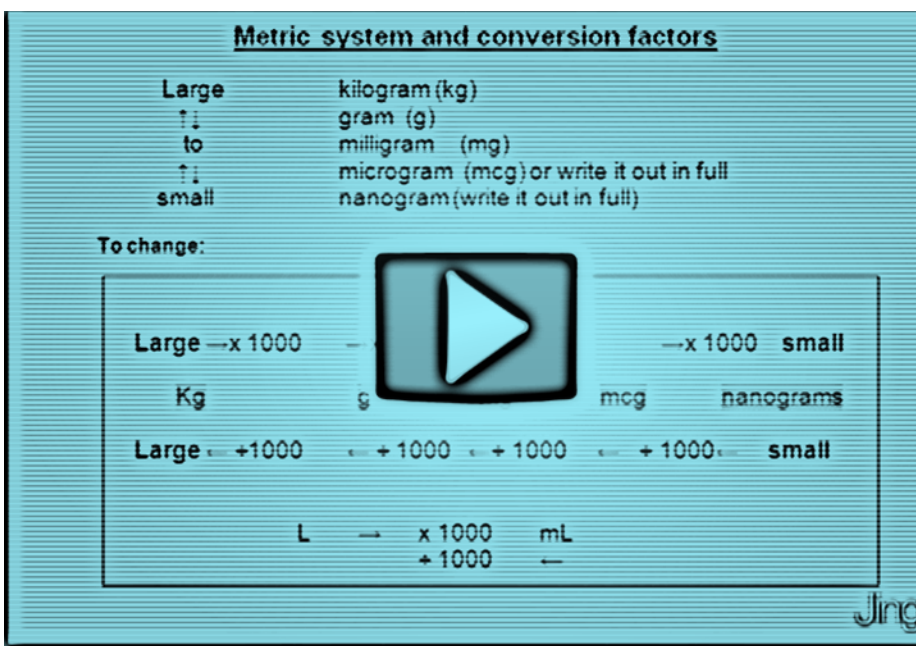 Metric system and conversion factors
Large kilogram (kg)
↑↓ gram (g)
to milligram (mg)
↑↓ microgram (mcg) or write it out in full
small nanogram (write it out in full)
To change:
Large →x 1000 →x 1000 small
Kg g mcg nanograms
Large ← ÷1000 ← ÷ 1000 ← ÷ 1000 ← ÷ 1000← small
L → x 1000 mL
÷ 1000 ←
Jing